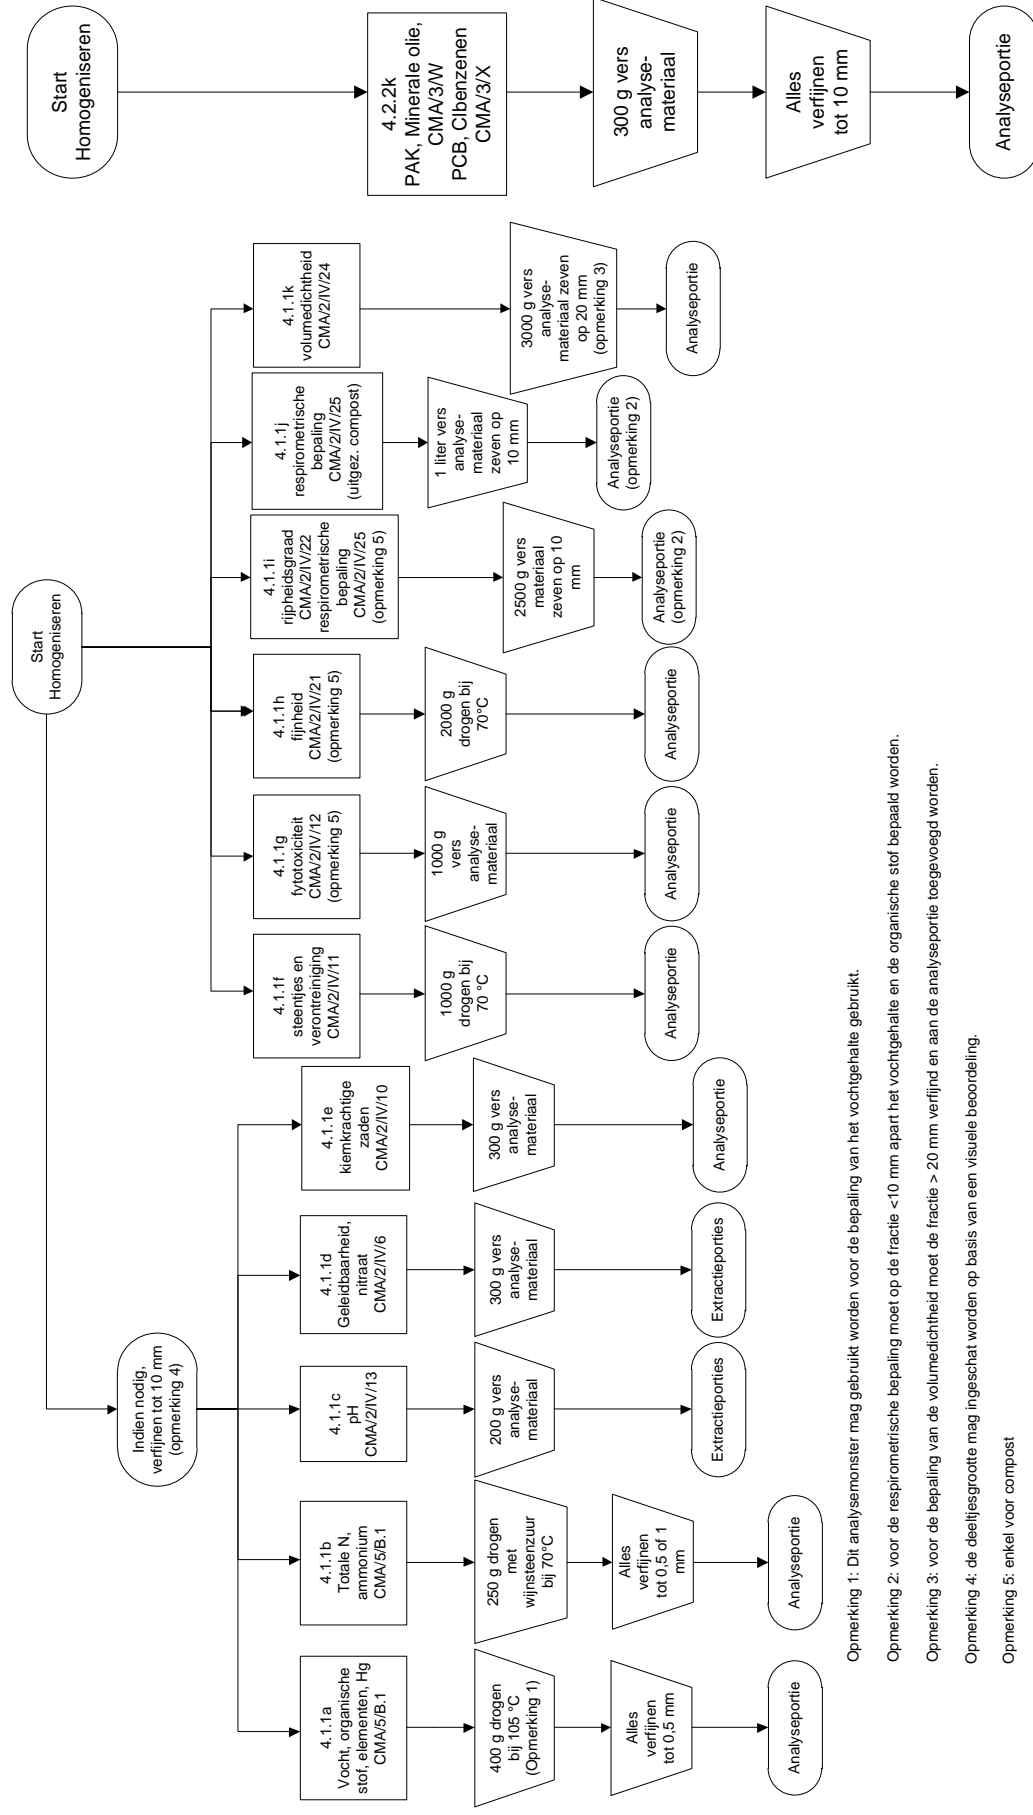 Start
Homogeniseren
Indien nodig,
verfijnen tot 10 mm
(opmerking 4)
4.1.1a
Vocht, organische
stof, elementen, Hg
CMA/5/B.1
400 g drogen
bij 105 °C
(Opmerking 1)
Alles
verfijnen
tot 0,5 mm
Analyseportie
4.1.1b
Totale N,
ammonium
CMA/5/B.1
250 g drogen
met
wijnsteenzuur
bij 70°C
Alles
verfijnen
tot 0,5 of 1
mm
Analyseportie
4.1.1c
pH
CMA/2/IV/13
200 g vers
analyse-
materiaal
Extractieporties
4.1.1d
Geleidbaarheid,
nitraat
CMA/2/IV/6
300 g vers
analyse-
materiaal
Extractieporties
4.1.1e
kiemkrachtige
zaden
CMA/2/IV/10
300 g vers
analyse-
materiaal
Analyseportie
4.1.1f
steentjes en
verontreiniging
CMA/2/IV/11
1000 g
drogen bij
70 °C
Analyseportie
4.1.1g
fytotoxiciteit
CMA/2/IV/12
(opmerking 5)
1000 g
vers
analyse-
materiaal
Analyseportie
4.1.1h
fijnheid
CMA/2/IV/21
(opmerking 5)
2000 g
drogen bij
70°C
Analyseportie
4.1.1i
rijpheidsgraad
CMA/2/IV/22
respirometrische
bepaling
CMA/2/IV/25
(opmerking 5)
2500 g vers
materiaal
zeven op 10
mm
Analyseportie
(opmerking 2)
4.1.1j
respirometrische
bepaling
CMA/2/IV/25
(uitgez. compost)
1 liter vers
analyse-
materiaal
zeven op
10 mm
Analyseportie
(opmerking 2)
4.1.1k
volumedichtheid
CMA/2/IV/24
3000 g vers
analyse-
materiaal zeven
op 20 mm
(opmerking 3)
Analyseportie
Start
Homogeniseren
4.2.2k
PAK, Minerale olie,
CMA/3/W
PCB, Clbenzenen
CMA/3/X
300 g vers
analyse-
materiaal
Alles
verfijnen
tot 10 mm
Analyseportie
Opmerking 1: Dit analysemonster mag gebruikt worden voor de bepaling van het vochtgehalte gebruikt.
Opmerking 2: voor de respirometrische bepaling moet op de fractie <10 mm apart het vochtgehalte en de organische stof bepaald worden.
Opmerking 3: voor de bepaling van de volumedichtheid moet de fractie > 20 mm verfijnd en aan de analyseportie toegevoegd worden.
Opmerking 4: de deeltjesgrootte mag ingeschat worden op basis van een visuele beoordeling.
Opmerking 5: enkel voor compost